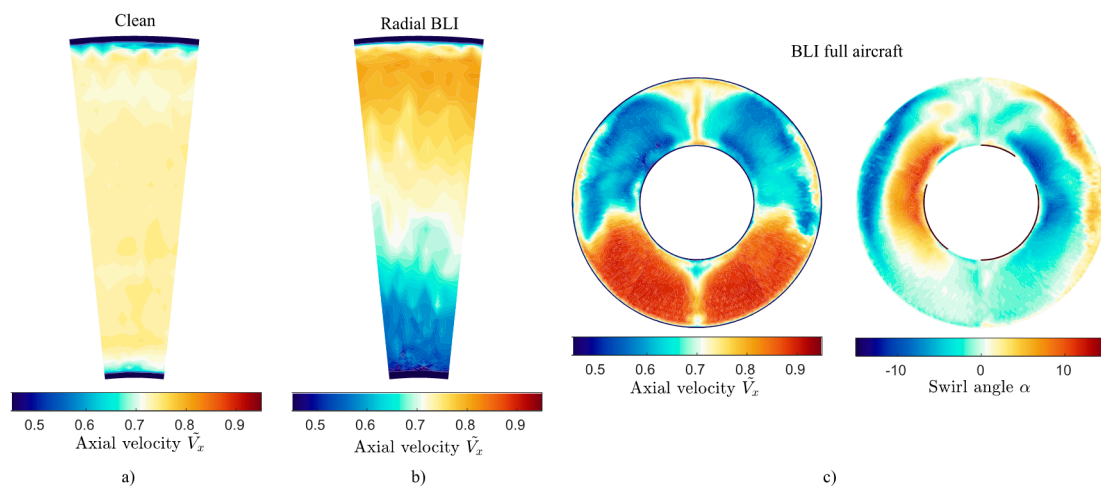 Clean
Radial BLI
BLI full aircraft
0.5 0.6 0.7 0.8 0.9
Axial velocity Ṽₓ
0.5 0.6 0.7 0.8 0.9
Axial velocity Ṽₓ
0.5 0.6 0.7 0.8 0.9
Axial velocity Ṽₓ
-10 0 10
Swirl angle α
a)
b)
c)